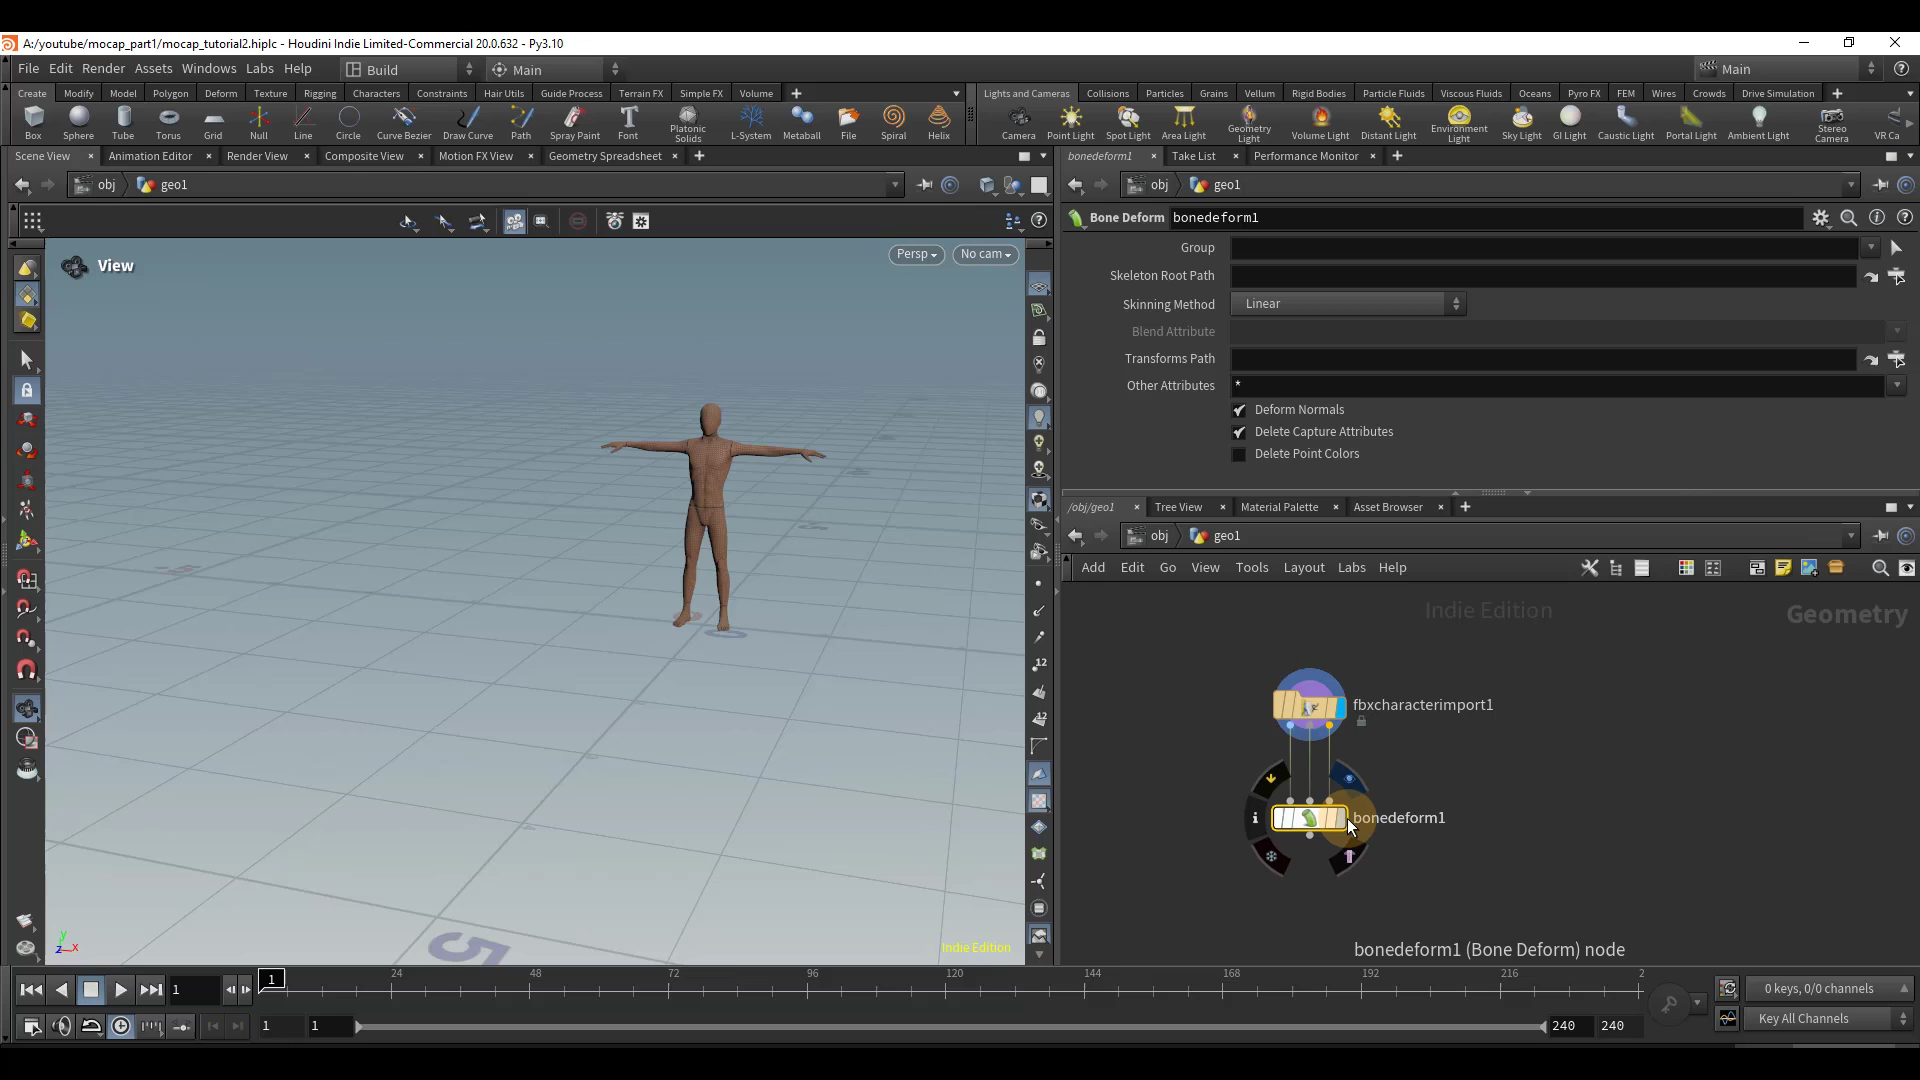 A:/youtube/mocap_part1/mocap_tutorial2.hiplc - Houdini Indie Limited-Commercial 20.0.632 - Py3.10
File Edit Render Assets Windows Labs Help Build Main Main
Create Modify Model Polygon Deform Texture Rigging Characters Constraints Hair Utils Guide Process Terrain FX Simple FX Volume
Lights and Cameras Collisions Particles Grains Vellum Rigid Bodies Particle Fluids Viscous Fluids Oceans Pyro FX FEM Wires Crowds Drive Simulation
Box Sphere Tube Torus Grid Null Line Circle Curve Bezier Draw Curve Path Spray Paint Font Platonic Solids L-System Metaball File Spiral Helix
Camera Point Light Spot Light Area Light Geometry Light Volume Light Distant Light Environment Light Sky Light GI Light Caustic Light Portal Light Ambient Light Stereo Camera VR Ca
Scene View Animation Editor Render View Composite View Motion FX View Geometry Spreadsheet
bonedeform1 Take List Performance Monitor
obj geo1
obj geo1
Bone Deform bonedeform1
View
Persp No cam
Group
Skeleton Root Path
Skinning Method Linear
Blend Attribute
Transforms Path
Other Attributes *
Deform Normals
Delete Capture Attributes
Delete Point Colors
/obj/geo1 Tree View Material Palette Asset Browser
obj geo1
Add Edit Go View Tools Layout Labs Help
Indie Edition
Geometry
fbxcharacterimport1
bonedeform1
bonedeform1 (Bone Deform) node
12
12
5
z y x
Indie Edition
1 1 24 48 72 96 120 144 168 192 216 2
0 keys, 0/0 channels
1 1 240 240
Key All Channels